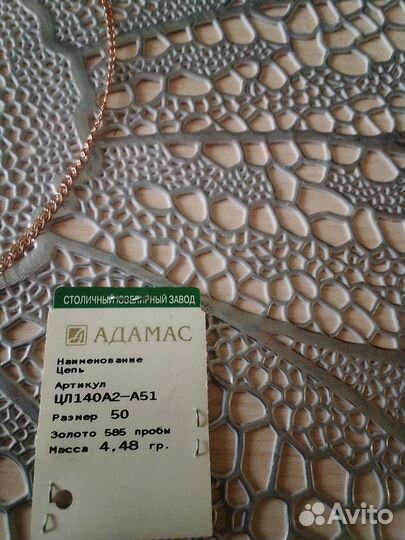 СТОЛИЧНЫЙ ЮВЕЛИРНЫЙ ЗАВОД
АДАМАС
Наименование
Цепь
Артикул
ЦЛ140А2-А51
Размер 50
Золото 585 пробы
Масса 4,48 гр.
Avito